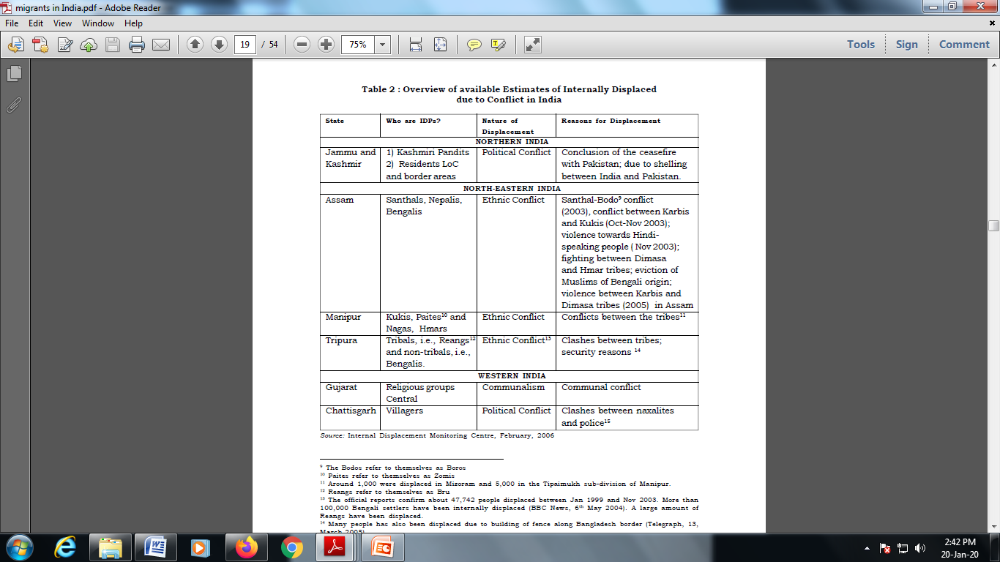 migrants in India.pdf - Adobe Reader
File Edit View Window Help
19 / 54 75% Tools Sign Comment
Table 2 : Overview of available Estimates of Internally Displaced
due to Conflict in India
State Who are IDPs? Nature of Displacement Reasons for Displacement
NORTHERN INDIA
Jammu and Kashmir
1) Kashmiri Pandits
2) Residents LoC
and border areas
Political Conflict
Conclusion of the ceasefire
with Pakistan; due to shelling
between India and Pakistan.
NORTH-EASTERN INDIA
Assam
Santhals, Nepalis,
Bengalis
Ethnic Conflict
Santhal-Bodo⁹ conflict
(2003), conflict between Karbis
and Kukis (Oct-Nov 2003);
violence towards Hindi-
speaking people ( Nov 2003);
fighting between Dimasa
and Hmar tribes; eviction of
Muslims of Bengali origin;
violence between Karbis and
Dimasa tribes (2005) in Assam
Manipur
Kukis, Paites¹⁰ and
Nagas, Hmars
Ethnic Conflict
Conflicts between the tribes¹¹
Tripura
Tribals, i.e., Reangs¹²
and non-tribals, i.e.,
Bengalis.
Ethnic Conflict¹³
Clashes between tribes;
security reasons ¹⁴
WESTERN INDIA
Gujarat
Religious groups
Central
Communalism
Communal conflict
Chattisgarh
Villagers
Political Conflict
Clashes between naxalites
and police¹⁵
Source: Internal Displacement Monitoring Centre, February, 2006
⁹ The Bodos refer to themselves as Boros
¹⁰ Paites refer to themselves as Zomis
¹¹ Around 1,000 were displaced in Mizoram and 5,000 in the Tipaimukh sub-division of Manipur.
¹² Reangs refer to themselves as Bru
¹³ The official reports confirm about 47,742 people displaced between Jan 1999 and Nov 2003. More than
100,000 Bengali settlers have been internally displaced (BBC News, 6th May 2004). A large amount of
Reangs have been displaced.
¹⁴ Many people has also been displaced due to building of fence along Bangladesh border (Telegraph, 13,
March 2005)
2:42 PM
20-Jan-20